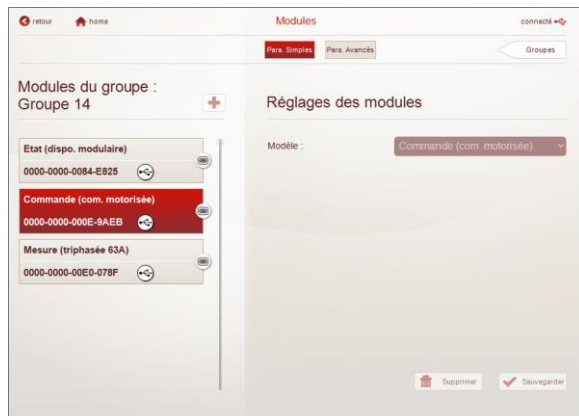 retour
home
Modules
connecté
Para. Simples
Para. Avancés
Groupes
Modules du groupe :
Groupe 14
Réglages des modules
Etat (dispo. modulaire)
0000-0000-0084-E825
Commande (com. motorisée)
0000-0000-000E-9AEB
Mesure (triphasée 63A)
0000-0000-00E0-078F
Modèle :
Commande (com. motorisée)
Supprimer
Sauvegarder